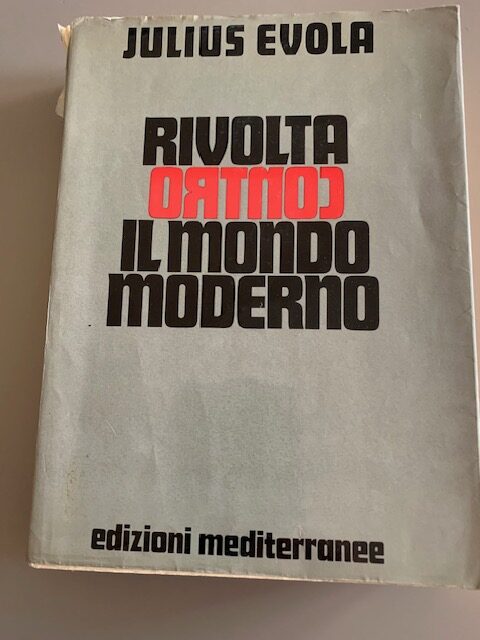 JULIUS EVOLA
RIVOLTA
CONTRO
IL MONDO
MODERNO
edizioni mediterranee